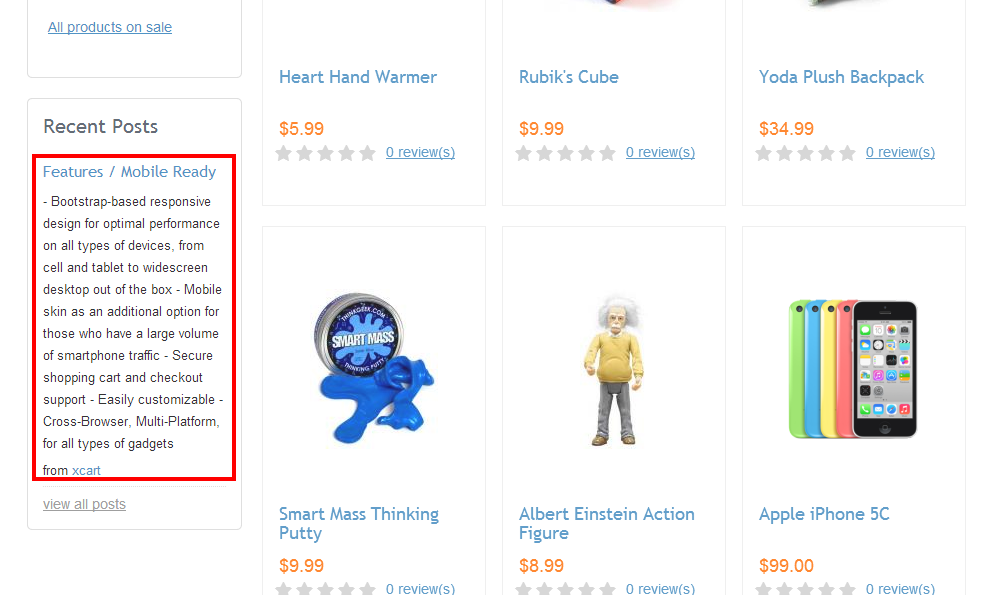 All products on sale
Recent Posts
Features / Mobile Ready
- Bootstrap-based responsive
design for optimal performance
on all types of devices, from
cell and tablet to widescreen
desktop out of the box - Mobile
skin as an additional option for
those who have a large volume
of smartphone traffic - Secure
shopping cart and checkout
support - Easily customizable -
Cross-Browser, Multi-Platform,
for all types of gadgets
from xcart
view all posts
Heart Hand Warmer
$5.99
0 review(s)
Rubik's Cube
$9.99
0 review(s)
Yoda Plush Backpack
$34.99
0 review(s)
THINKGEEK.COM
SMART MASS
THINKING PUTTY
Smart Mass Thinking
Putty
$9.99
0 review(s)
Albert Einstein Action
Figure
$8.99
0 review(s)
Apple iPhone 5C
$99.00
0 review(s)